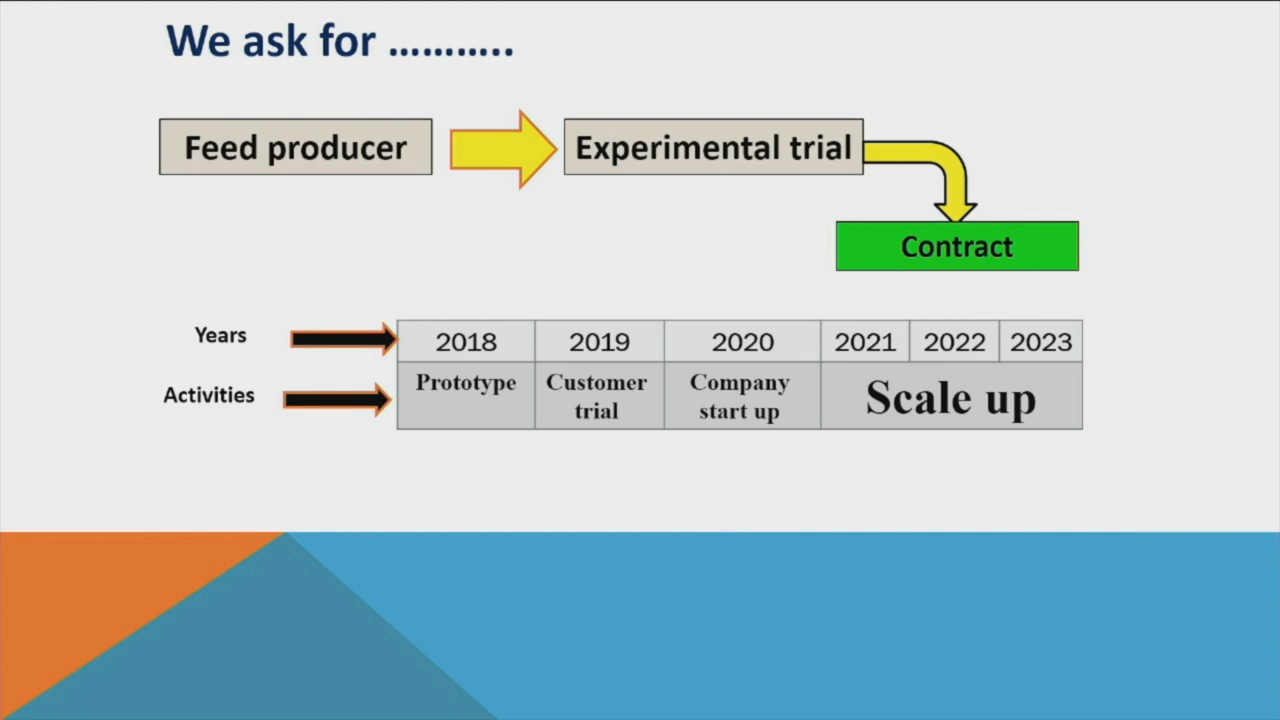 We ask for ………..
Feed producer
Experimental trial
Contract
Years
2018 2019 2020 2021 2022 2023
Activities
Prototype
Customer
trial
Company
start up
Scale up